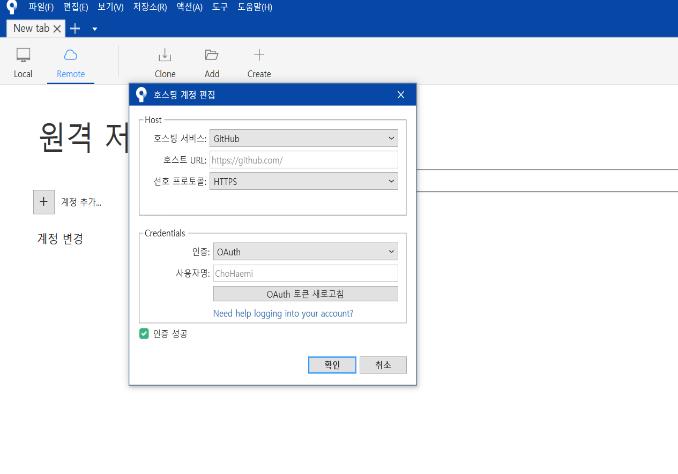 파일(F) 편집(E) 보기(V) 저장소(R) 액션(A) 도구 도움말(H)
New tab
Local Remote Clone Add Create
원격 저
계정 추가...
계정 변경
호스팅 계정 편집
Host
호스팅 서비스: GitHub
호스트 URL: https://github.com/
선호 프로토콜: HTTPS
Credentials
인증: OAuth
사용자명: ChoHaemi
OAuth 토큰 새로고침
Need help logging into your account?
인증 성공
확인 취소